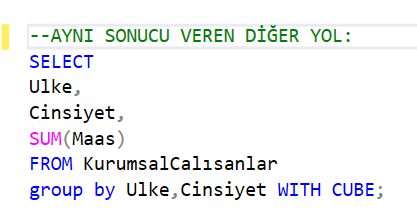 --AYNI SONUCU VEREN DİĞER YOL:
SELECT
Ulke,
Cinsiyet,
SUM(Maas)
FROM KurumsalCalısanlar
group by Ulke,Cinsiyet WITH CUBE;